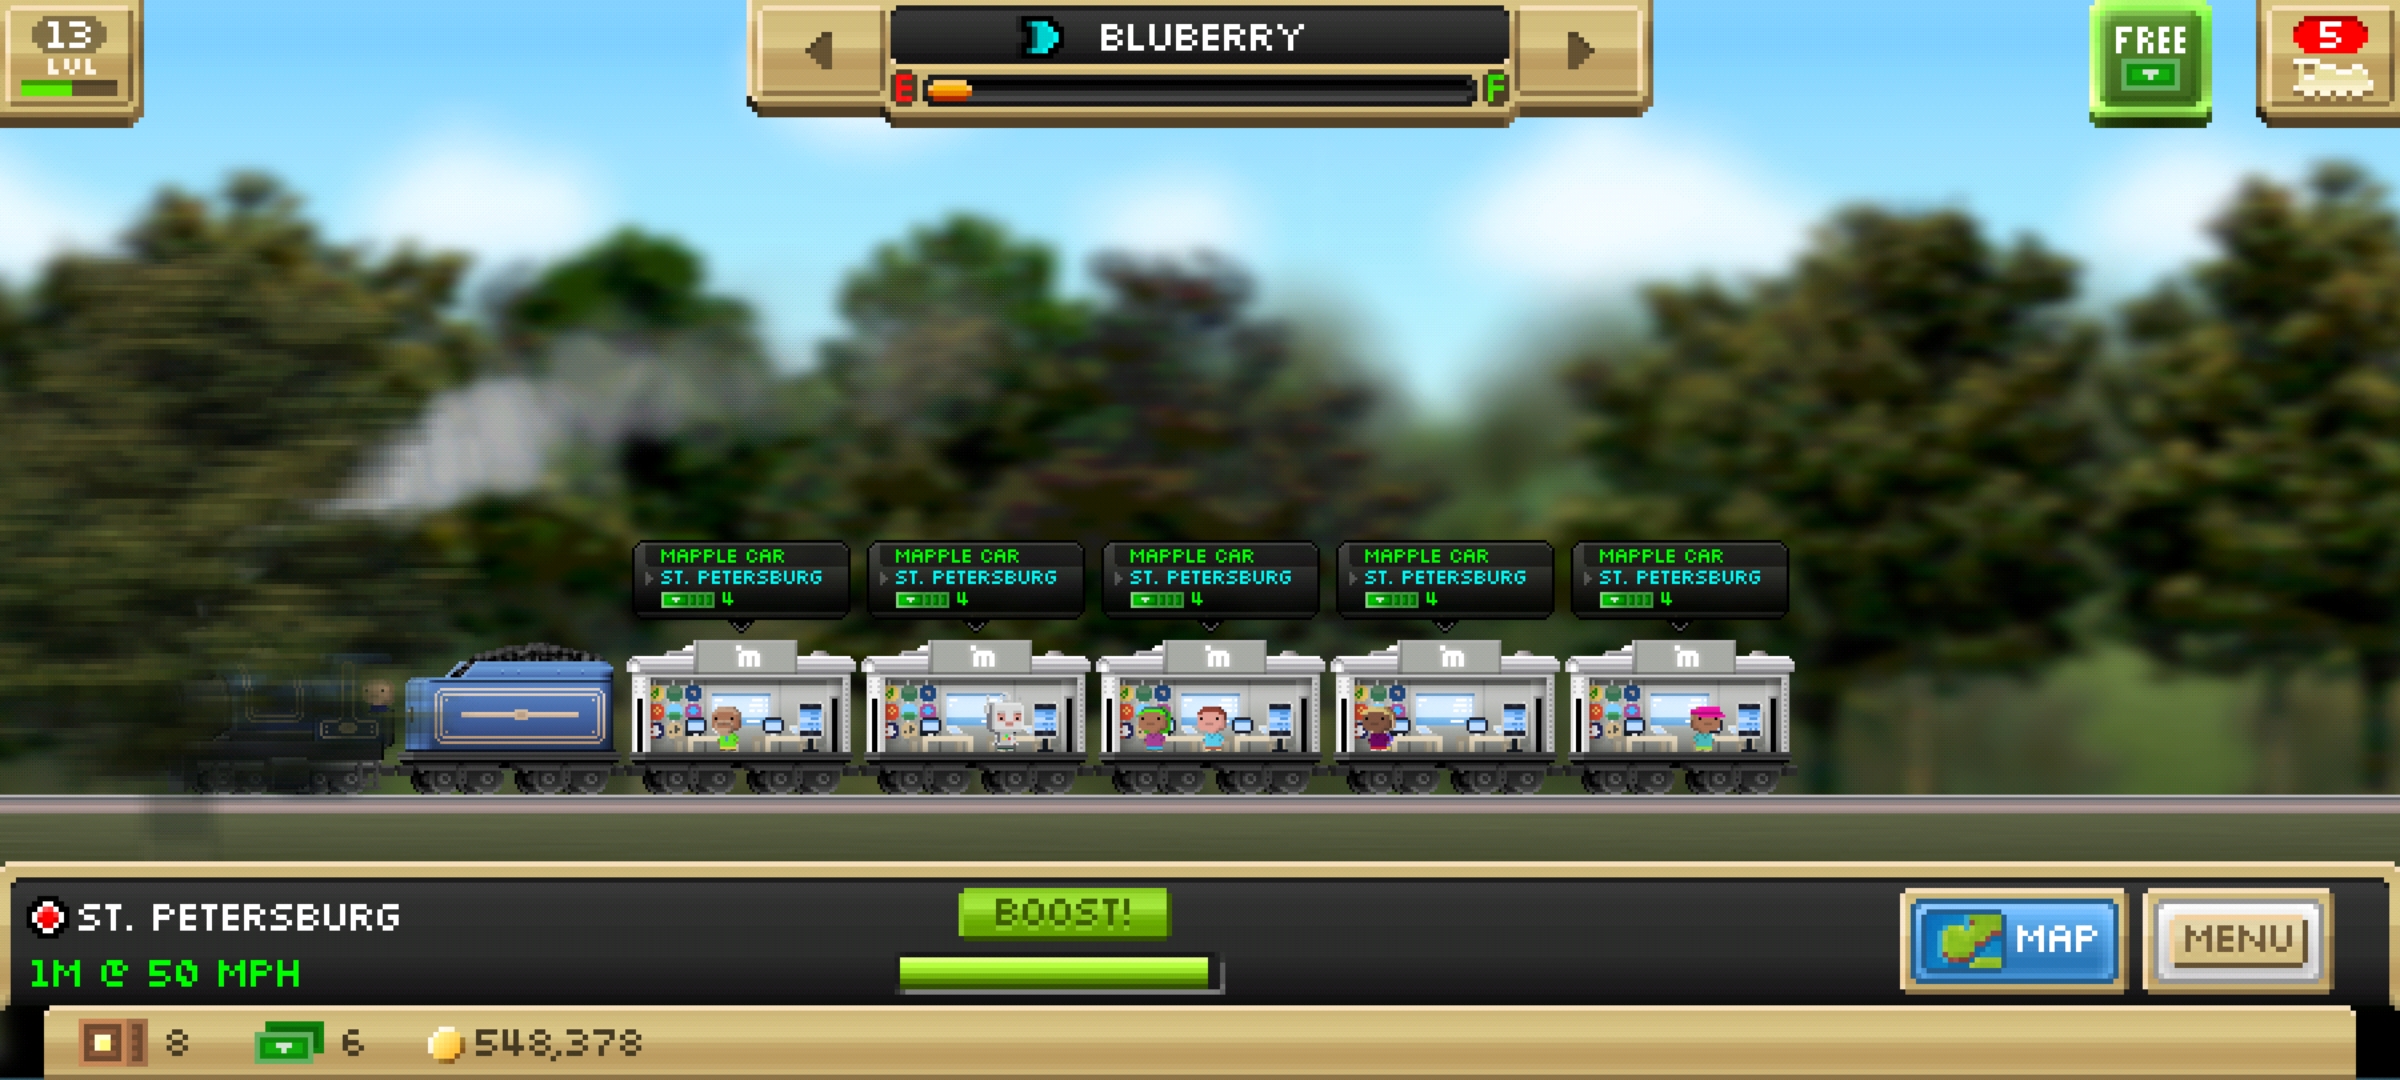 13
LVL
BLUBERRY
E F
FREE
5
MAPPLE CAR
ST. PETERSBURG
4
MAPPLE CAR
ST. PETERSBURG
4
MAPPLE CAR
ST. PETERSBURG
4
MAPPLE CAR
ST. PETERSBURG
4
MAPPLE CAR
ST. PETERSBURG
4
m
m
m
m
m
ST. PETERSBURG
1M @ 50 MPH
BOOST!
MAP
MENU
8
6
548,378